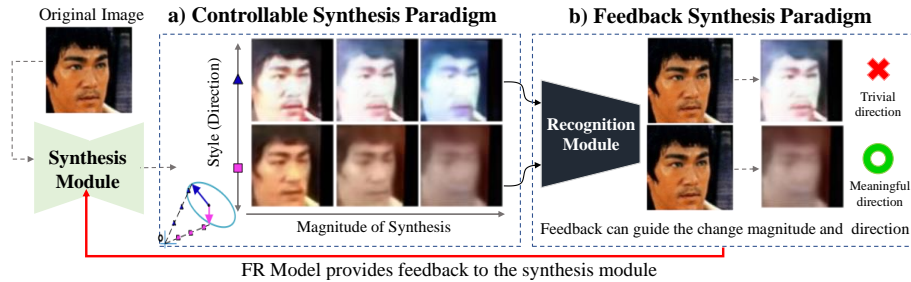 Original Image
a) Controllable Synthesis Paradigm
b) Feedback Synthesis Paradigm
Synthesis
Module
Style (Direction)
0
Magnitude of Synthesis
Recognition
Module
Trivial
direction
Meaningful
direction
Feedback can guide the change magnitude and direction
FR Model provides feedback to the synthesis module